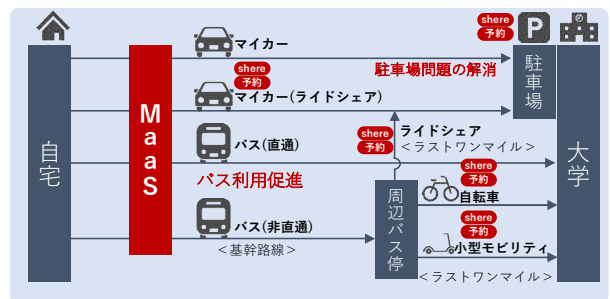 shere
予約
P
マイカー
shere
予約
駐車場問題の解消
マイカー(ライドシェア)
駐車場
MaaS
自宅
大学
shere
予約
ライドシェア
＜ラストワンマイル＞
バス(直通)
バス利用促進
shere
予約
自転車
周辺バス停
バス(非直通)
＜基幹路線＞
shere
予約
小型モビリティ
＜ラストワンマイル＞